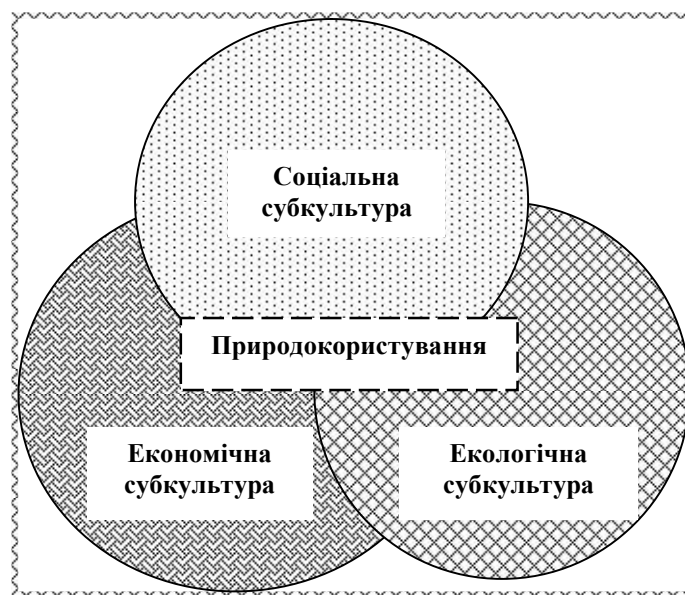 Соціальна
субкультура
Природокористування
Економічна
субкультура
Екологічна
субкультура